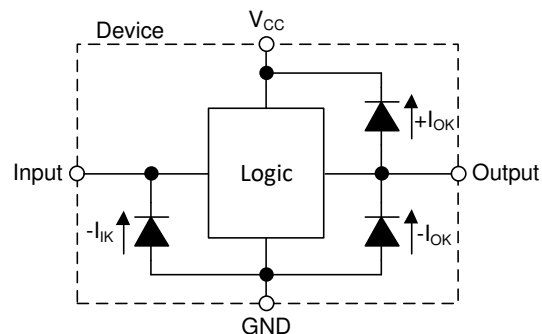 V_CC
Device
+I_OK
Input
Logic
Output
-I_IK
-I_OK
GND